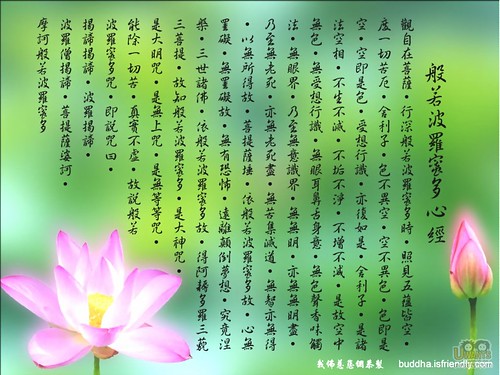 般若波羅蜜多心經
觀自在菩薩•行深般若波羅蜜多時•照見五蘊皆空•
度一切苦厄•舍利子•色不異空•空不異色•色即是
空•空即是色•受想行識•亦復如是•舍利子•是諸
法空相•不生不滅•不垢不淨•不增不減•是故空中
無色•無受想行識•無眼耳鼻舌身意•無色聲香味觸
法•無眼界•乃至無意識界•無無明•亦無無明盡•
乃至無老死•亦無老死盡•無苦集滅道•無智亦無得
•以無所得故•菩提薩埵•依般若波羅蜜多故•心無
罣礙•無罣礙故•無有恐怖•遠離顛倒夢想•究竟涅
槃•三世諸佛•依般若波羅蜜多故•得阿耨多羅三藐
三菩提•故知般若波羅蜜多•是大神咒•
是大明咒•是無上咒•是無等等咒•
能除一切苦•真實不虛•故說般若
波羅蜜多咒•即說咒曰•
揭諦揭諦•波羅揭諦•
波羅僧揭諦•菩提薩婆訶•
摩訶般若波羅蜜多
我佛慈悲網恭製 buddha.isfriendly.com